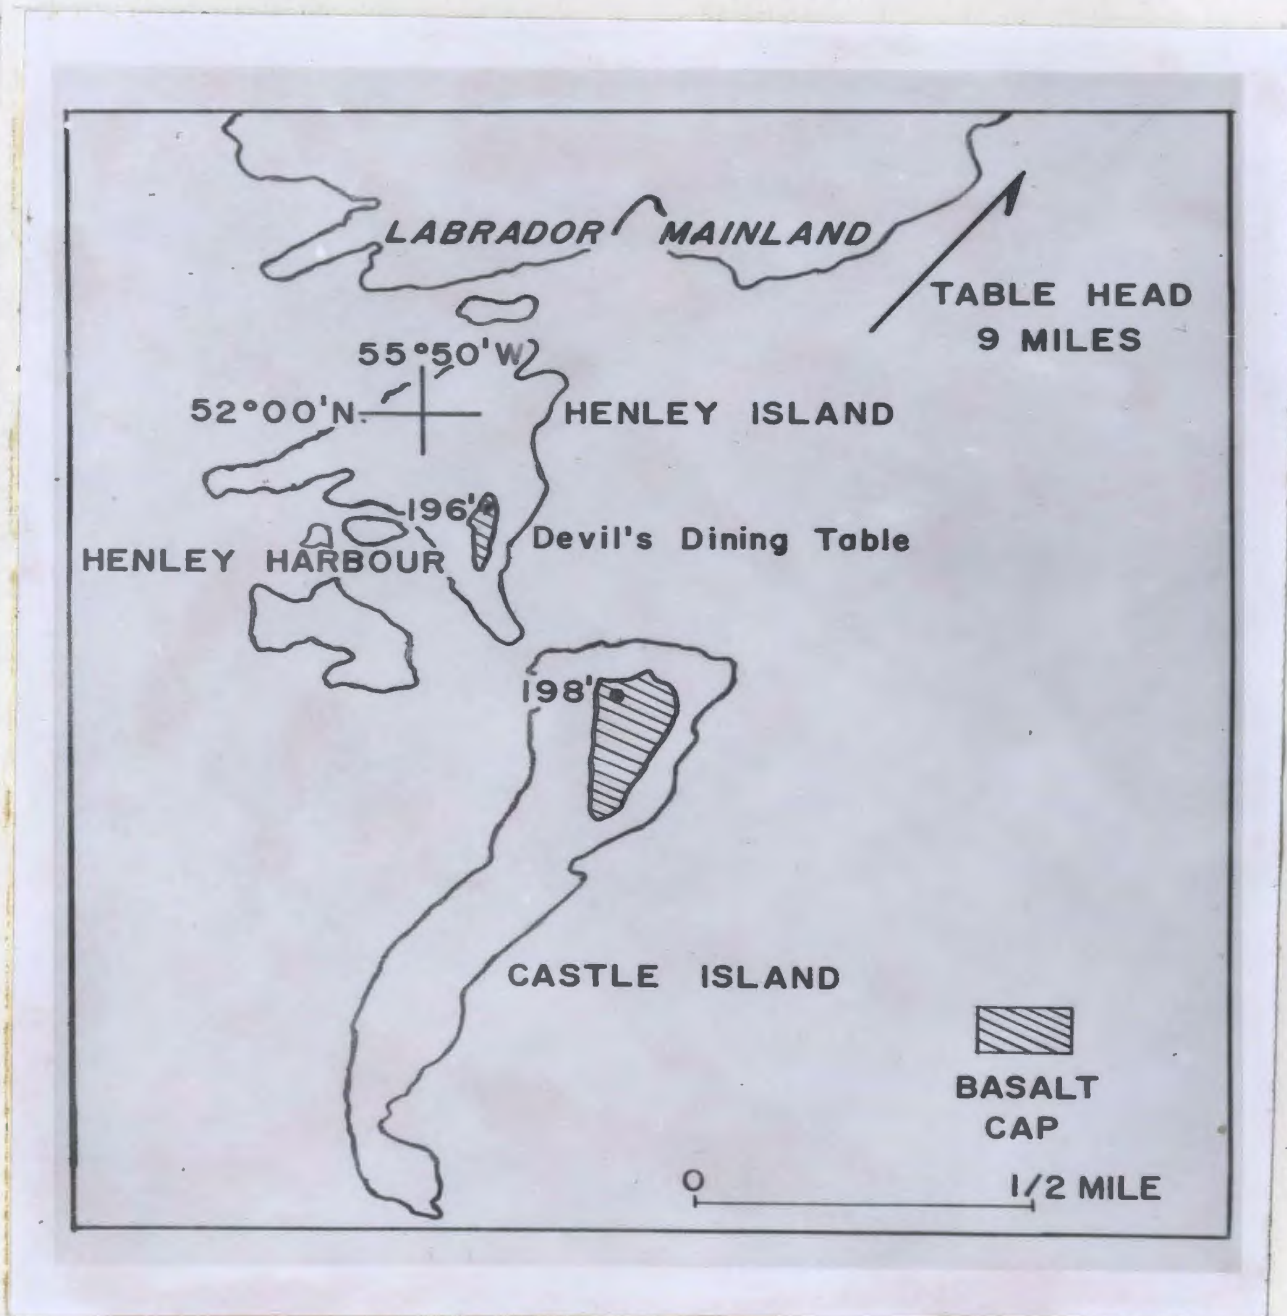 LABRADOR MAINLAND
TABLE HEAD
9 MILES
55°50'W
52°00'N
HENLEY ISLAND
196'
Devil's Dining Table
HENLEY HARBOUR
198'
CASTLE ISLAND
BASALT
CAP
0 1/2 MILE